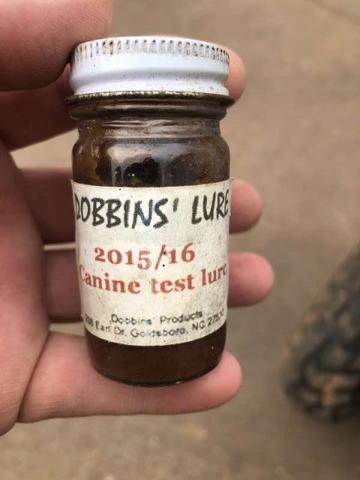 DOBBINS' LURE
2015/16
Canine test lure
Dobbins' Products
Earl Dr. Goldsboro, NC